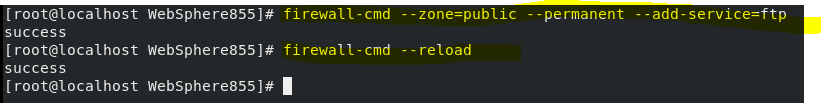 [root@localhost WebSphere855]# firewall-cmd --zone=public --permanent --add-service=ftp
success
[root@localhost WebSphere855]# firewall-cmd --reload
success
[root@localhost WebSphere855]#